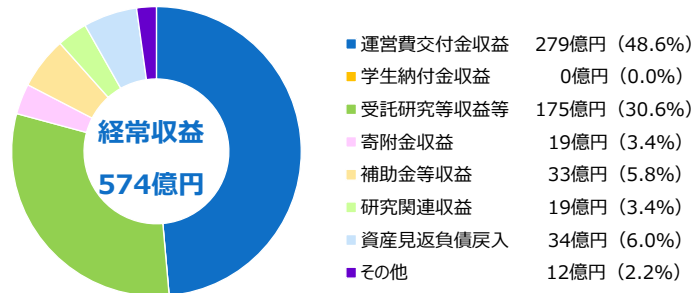 経常収益
574億円
運営費交付金収益 279億円（48.6%）
学生納付金収益 0億円（0.0%）
受託研究等収益等 175億円（30.6%）
寄附金収益 19億円（3.4%）
補助金等収益 33億円（5.8%）
研究関連収益 19億円（3.4%）
資産見返負債戻入 34億円（6.0%）
その他 12億円（2.2%）